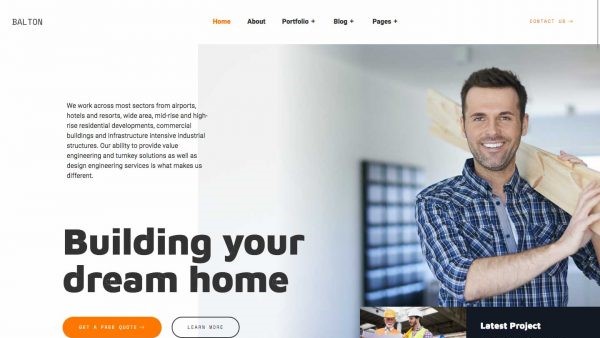 BALTON
Home About Portfolio + Blog + Pages +
CONTACT US →
We work across most sectors from airports,
hotels and resorts, wide area, mid-rise and high-
rise residential developments, commercial
buildings and infrastructure intensive industrial
structures. Our ability to provide value
engineering and turnkey solutions as well as
design engineering services is what makes us
different.
Building your
dream home
GET A FREE QUOTE →
LEARN MORE
Latest Project